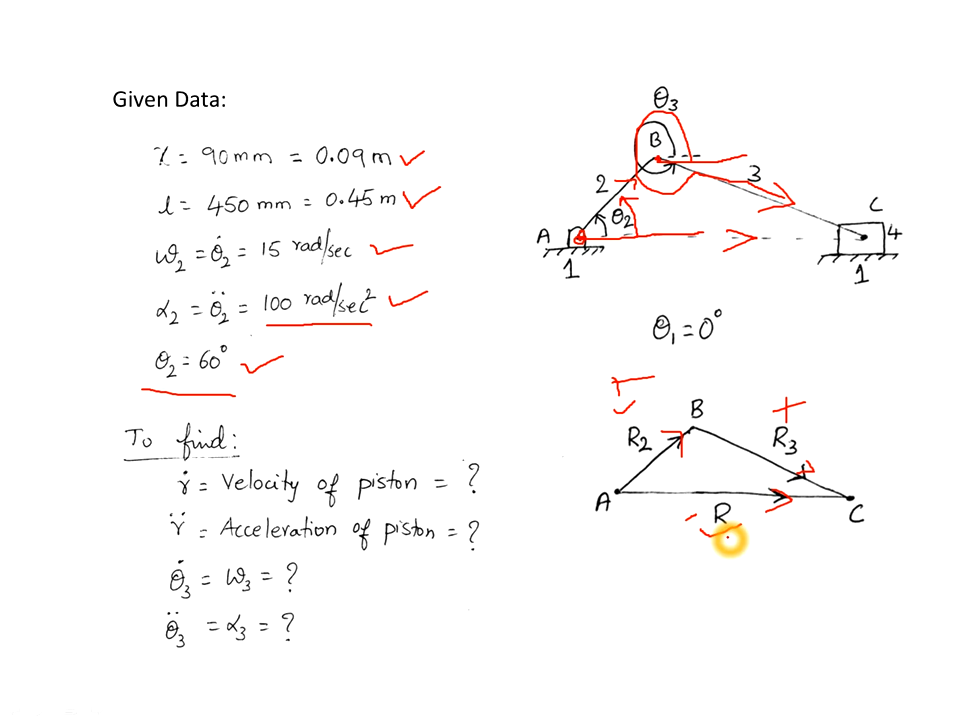 Given Data:
r = 90 mm = 0.09 m
l = 450 mm = 0.45 m
ω₂ = θ̇₂ = 15 rad/sec
α₂ = θ̈₂ = 100 rad/sec²
θ₂ = 60°
To find:
ṙ = Velocity of piston = ?
r̈ = Acceleration of piston = ?
θ̇₃ = ω₃ = ?
θ̈₃ = α₃ = ?
θ₃
B
2
3
θ₂
A
C
4
1
1
θ₁ = 0°
B
+
R₂
R₃
A
R
C